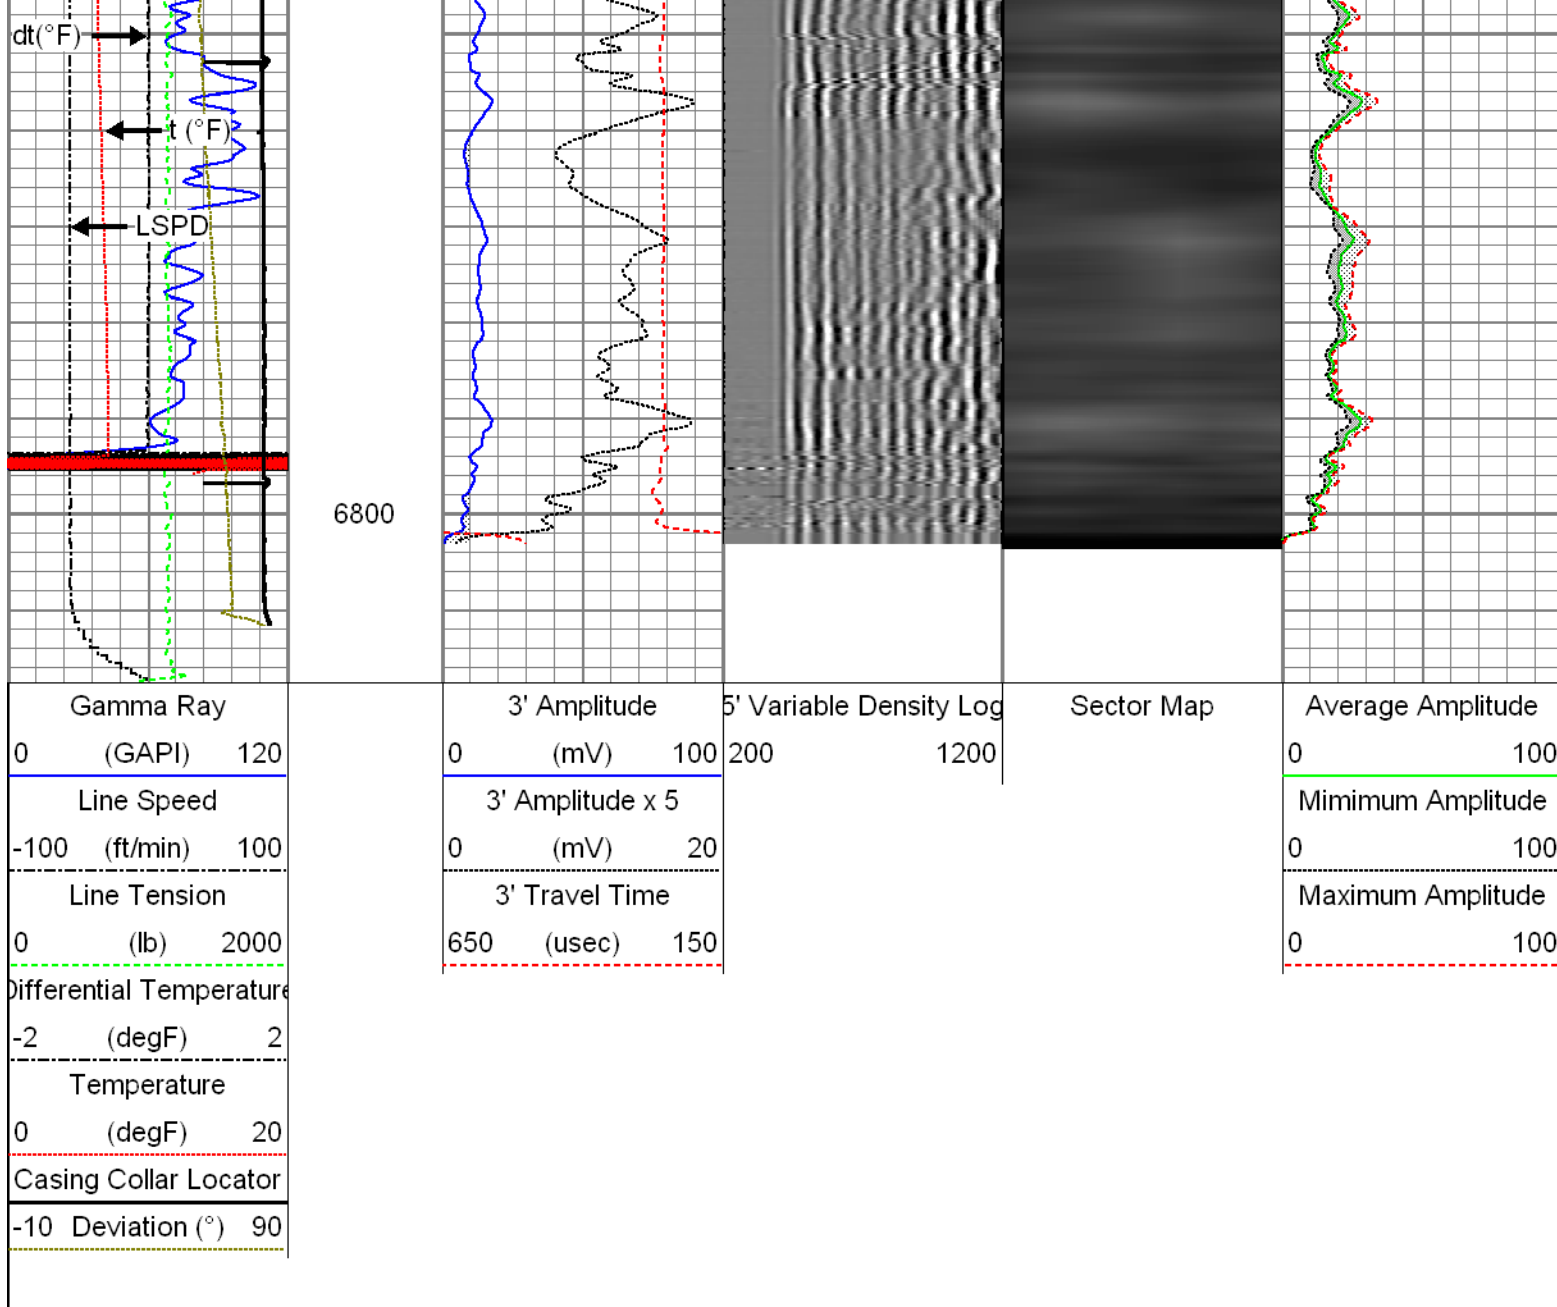 dt(°F)
t (°F)
LSPD
6800
Gamma Ray
0 (GAPI) 120
Line Speed
-100 (ft/min) 100
Line Tension
0 (lb) 2000
Differential Temperature
-2 (degF) 2
Temperature
0 (degF) 20
Casing Collar Locator
-10 Deviation (°) 90
3' Amplitude
0 (mV) 100
3' Amplitude x 5
0 (mV) 20
3' Travel Time
650 (usec) 150
5' Variable Density Log
200 1200
Sector Map
Average Amplitude
0 100
Mimimum Amplitude
0 100
Maximum Amplitude
0 100